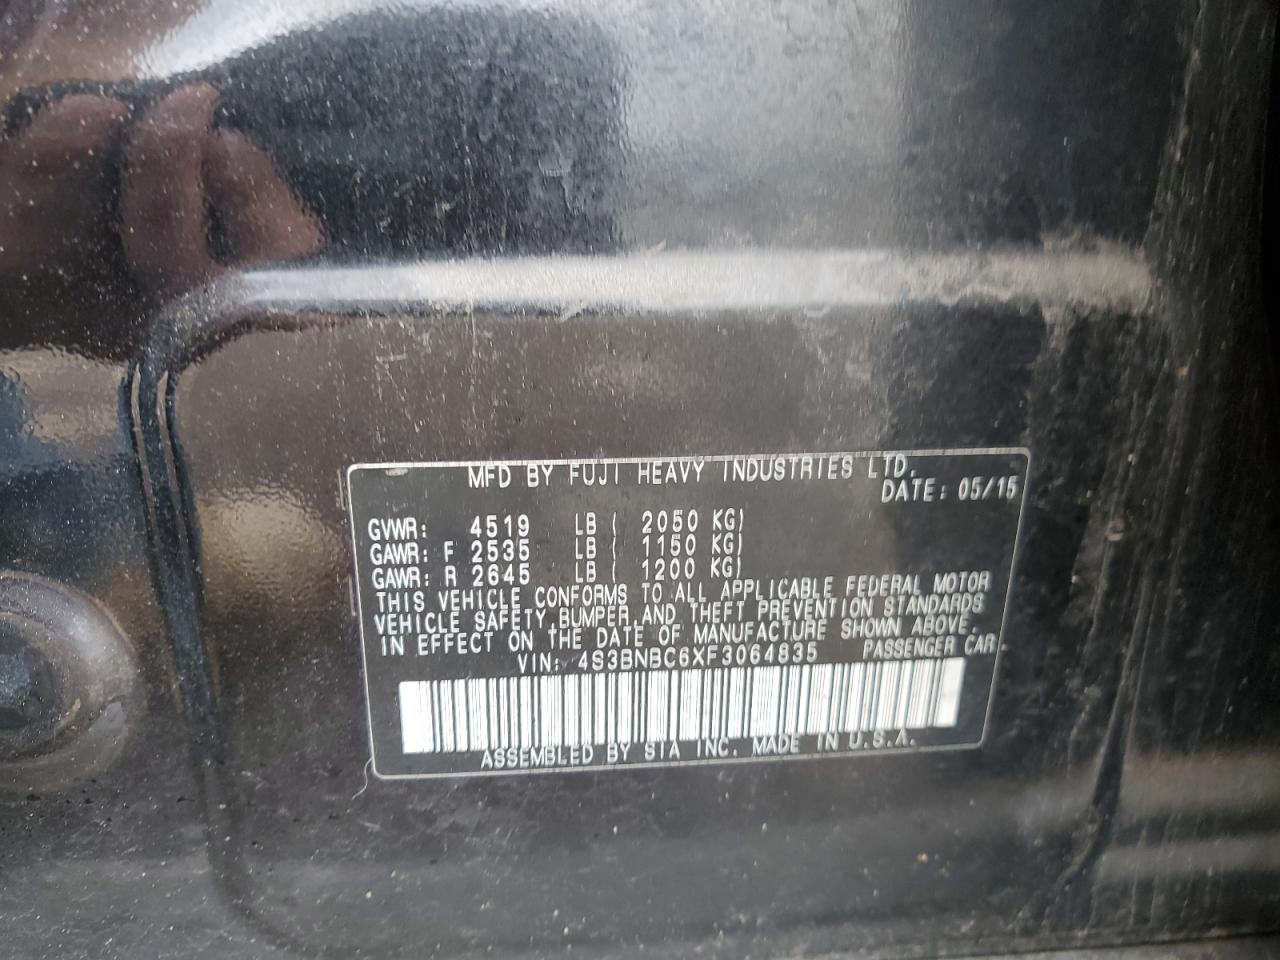 MFD BY FUJI HEAVY INDUSTRIES LTD.
DATE: 05/15
GVWR: 4519 LB ( 2050 KG)
GAWR: F 2535 LB ( 1150 KG)
GAWR: R 2645 LB ( 1200 KG)
THIS VEHICLE CONFORMS TO ALL APPLICABLE FEDERAL MOTOR
VEHICLE SAFETY, BUMPER, AND THEFT PREVENTION STANDARDS
IN EFFECT ON THE DATE OF MANUFACTURE SHOWN ABOVE.
VIN: 4S3BNBC6XF3064835 PASSENGER CAR
ASSEMBLED BY SIA INC. MADE IN U.S.A.